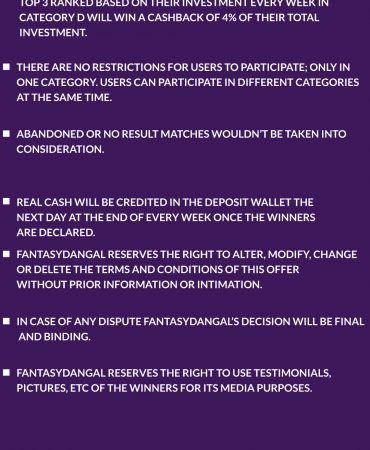 TOP 3 RANKED BASED ON THEIR INVESTMENT EVERY WEEK IN
CATEGORY D WILL WIN A CASHBACK OF 4% OF THEIR TOTAL
INVESTMENT.
THERE ARE NO RESTRICTIONS FOR USERS TO PARTICIPATE; ONLY IN
ONE CATEGORY. USERS CAN PARTICIPATE IN DIFFERENT CATEGORIES
AT THE SAME TIME.
ABANDONED OR NO RESULT MATCHES WOULDN'T BE TAKEN INTO
CONSIDERATION.
REAL CASH WILL BE CREDITED IN THE DEPOSIT WALLET THE
NEXT DAY AT THE END OF EVERY WEEK ONCE THE WINNERS
ARE DECLARED.
FANTASYDANGAL RESERVES THE RIGHT TO ALTER, MODIFY, CHANGE
OR DELETE THE TERMS AND CONDITIONS OF THIS OFFER
WITHOUT PRIOR INFORMATION OR INTIMATION.
IN CASE OF ANY DISPUTE FANTASYDANGAL'S DECISION WILL BE FINAL
AND BINDING.
FANTASYDANGAL RESERVES THE RIGHT TO USE TESTIMONIALS,
PICTURES, ETC OF THE WINNERS FOR ITS MEDIA PURPOSES.